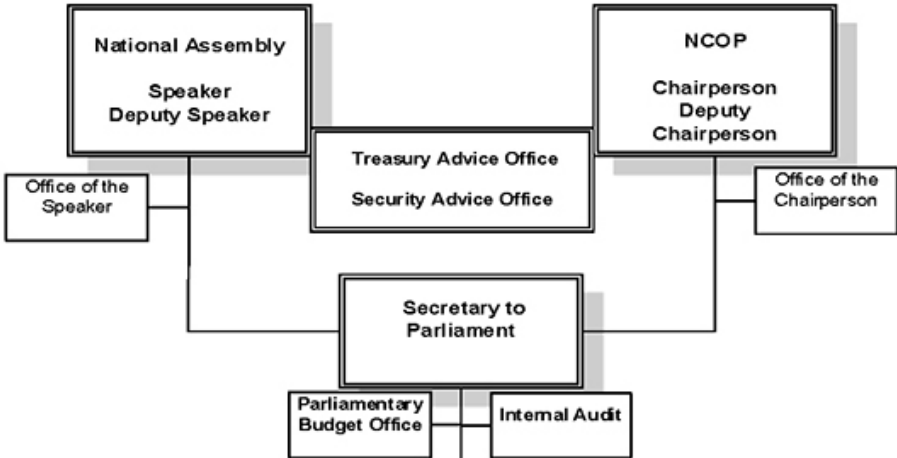 National Assembly
Speaker
Deputy Speaker
NCOP
Chairperson
Deputy
Chairperson
Treasury Advice Office
Security Advice Office
Office of the
Speaker
Office of the
Chairperson
Secretary to
Parliament
Parliamentary
Budget Office
Internal Audit